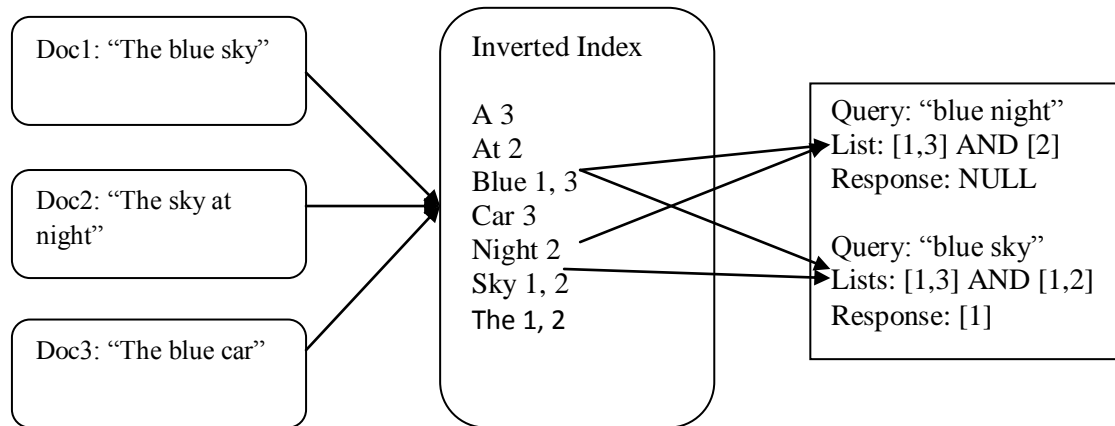 Doc1: “The blue sky”
Doc2: “The sky at
night”
Doc3: “The blue car”
Inverted Index
A 3
At 2
Blue 1, 3
Car 3
Night 2
Sky 1, 2
The 1, 2
Query: “blue night”
List: [1,3] AND [2]
Response: NULL
Query: “blue sky”
Lists: [1,3] AND [1,2]
Response: [1]